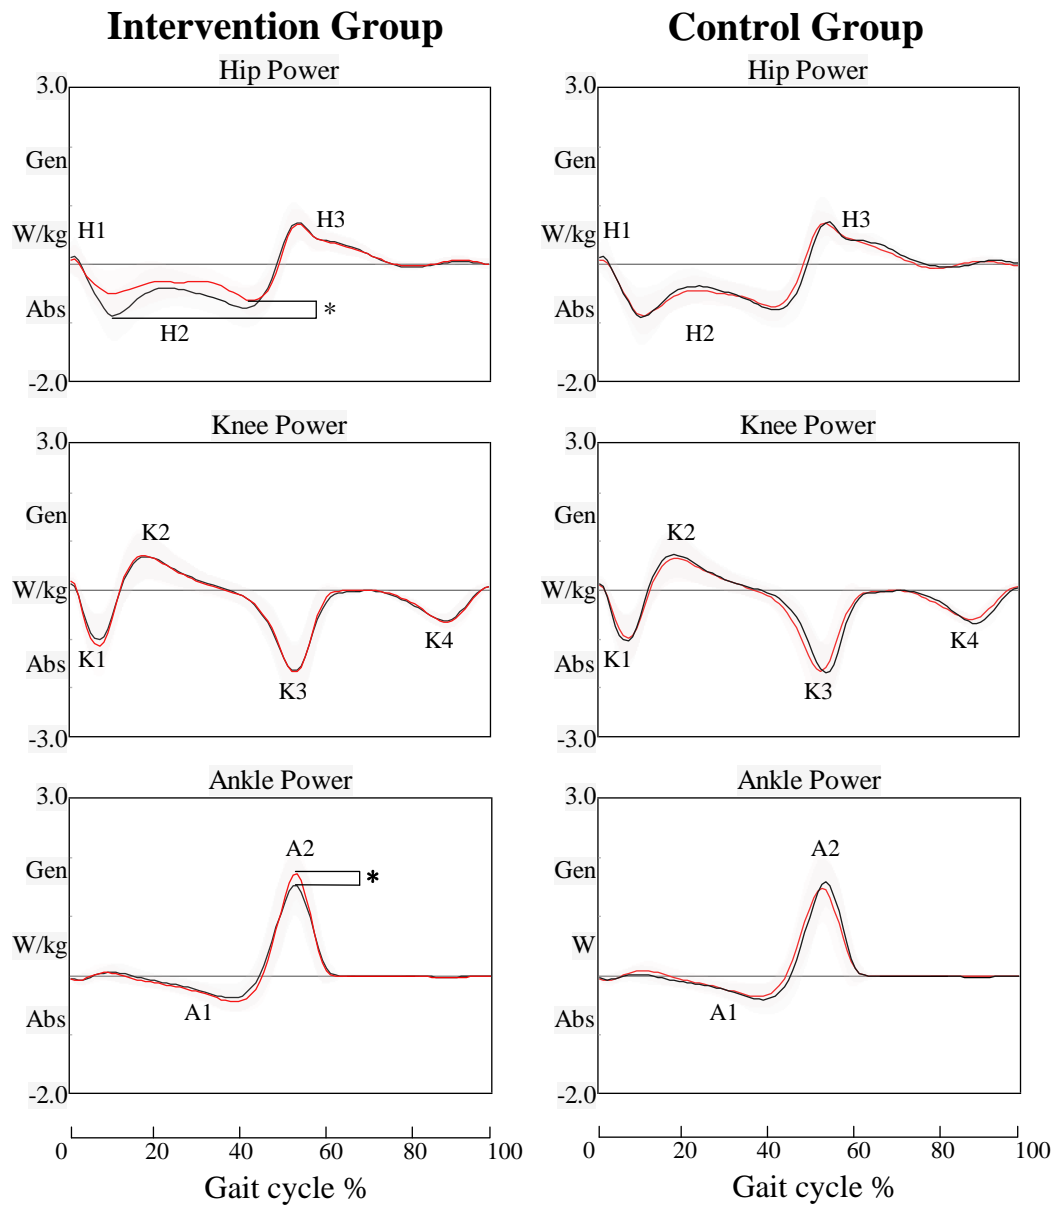 Intervention Group
Control Group
Hip Power
Hip Power
3.0
Gen
W/kg
Abs
-2.0
H1
H2
H3
*
3.0
Gen
W/kg
Abs
-2.0
H1
H2
H3
Knee Power
Knee Power
3.0
Gen
W/kg
Abs
-3.0
K1
K2
K3
K4
3.0
Gen
W/kg
Abs
-3.0
K1
K2
K3
K4
Ankle Power
Ankle Power
3.0
Gen
W/kg
Abs
-2.0
A1
A2
*
3.0
Gen
W
Abs
-2.0
A1
A2
0 20 40 60 80 100
0 20 40 60 80 100
Gait cycle %
Gait cycle %